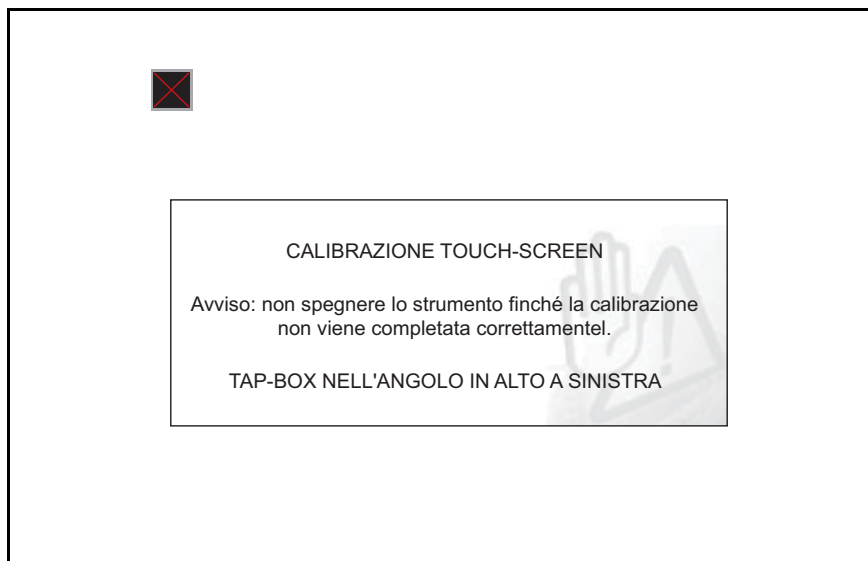 CALIBRAZIONE TOUCH-SCREEN
Avviso: non spegnere lo strumento finché la calibrazione
non viene completata correttamentel.
TAP-BOX NELL'ANGOLO IN ALTO A SINISTRA